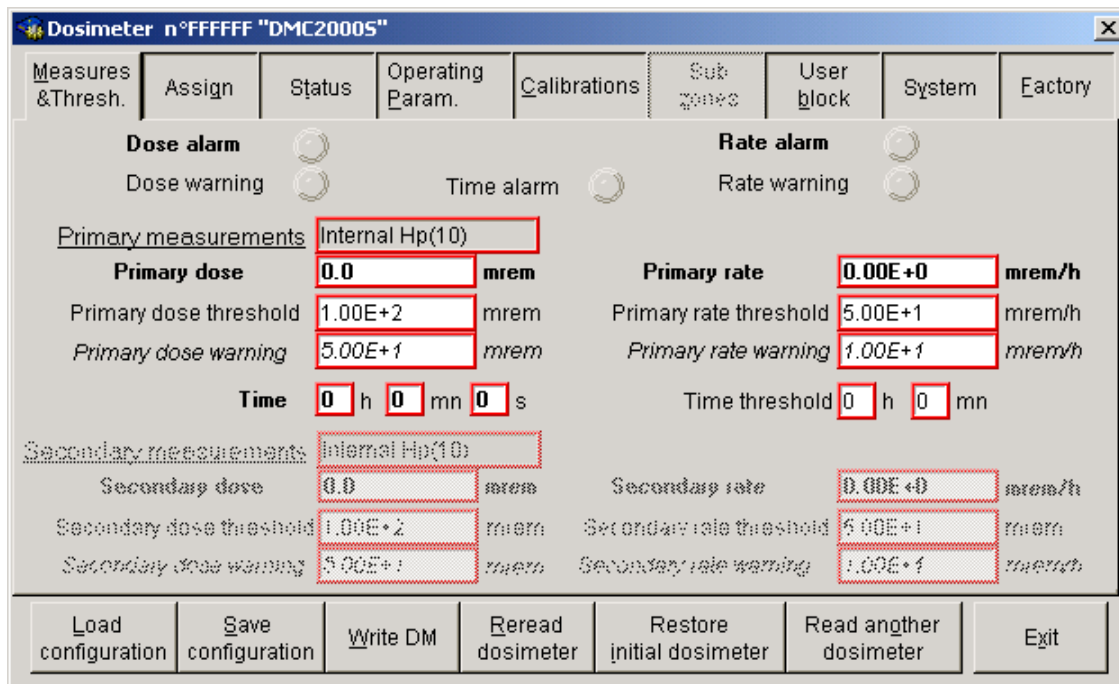 Dosimeter n°FFFFFF "DMC2000S"
Measures &Thresh.
Assign
Status
Operating Param.
Calibrations
Sub zones
User block
System
Factory
Dose alarm
Rate alarm
Dose warning
Time alarm
Rate warning
Primary measurements Internal Hp(10)
Primary dose 0.0 mrem
Primary rate 0.00E+0 mrem/h
Primary dose threshold 1.00E+2 mrem
Primary rate threshold 5.00E+1 mrem/h
Primary dose warning 5.00E+1 mrem
Primary rate warning 1.00E+1 mrem/h
Time 0 h 0 mn 0 s
Time threshold 0 h 0 mn
Secondary measurements Internal Hp(10)
Secondary dose 0.0 mrem
Secondary rate 0.00E+0 mrem/h
Secondary dose threshold 1.00E+2 mrem
Secondary rate threshold 5.00E+1 mrem
Secondary dose warning 5.00E+1 mrem
Secondary rate warning 1.00E+1 mrem/h
Load configuration
Save configuration
Write DM
Reread dosimeter
Restore initial dosimeter
Read another dosimeter
Exit